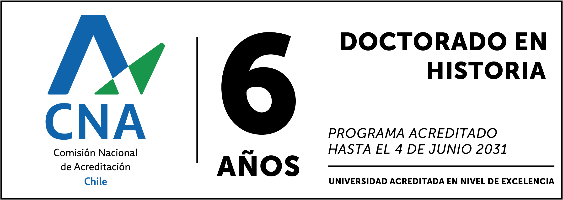 CNA
Comisión Nacional
de Acreditación
Chile
6
AÑOS
DOCTORADO EN
HISTORIA
PROGRAMA ACREDITADO
HASTA EL 4 DE JUNIO 2031
UNIVERSIDAD ACREDITADA EN NIVEL DE EXCELENCIA